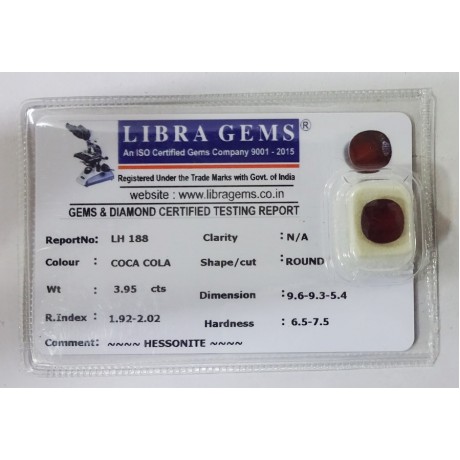 LIBRA GEMS ®
An ISO Certified Gems Company 9001 - 2015
Registered Under the Trade Marks with Govt. of India
website : www.libragems.co.in
GEMS & DIAMOND CERTIFIED TESTING REPORT
ReportNo: LH 188 Clarity : N/A
Colour : COCA COLA Shape/cut : ROUND
Wt : 3.95 cts Dimension : 9.6-9.3-5.4
R.Index : 1.92-2.02 Hardness : 6.5-7.5
Comment: ~~~~ HESSONITE ~~~~